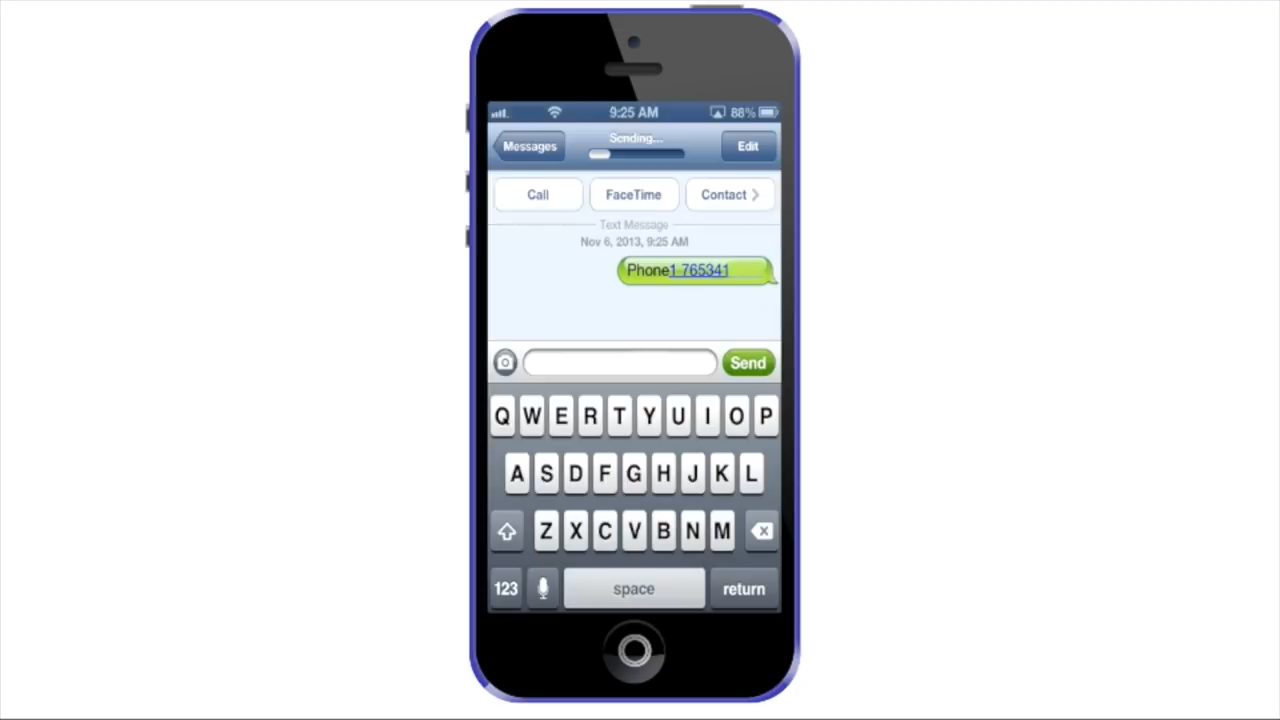 9:25 AM 88%
Messages Sending... Edit
Call FaceTime Contact
Text Message
Nov 6, 2013, 9:25 AM
Phone1 765341
Send
Q W E R T Y U I O P
A S D F G H J K L
Z X C V B N M
123 space return